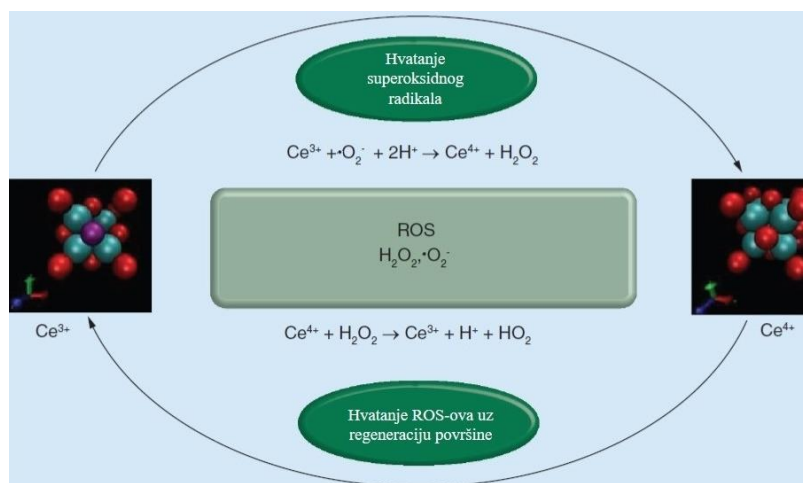 Hvatanje
superoksidnog
radikala
Ce³⁺ +•O₂⁻ + 2H⁺ → Ce⁴⁺ + H₂O₂
ROS
H₂O₂,•O₂⁻
Ce³⁺
Ce⁴⁺ + H₂O₂ → Ce³⁺ + H⁺ + HO₂
Ce⁴⁺
Hvatanje ROS-ova uz
regeneraciju površine